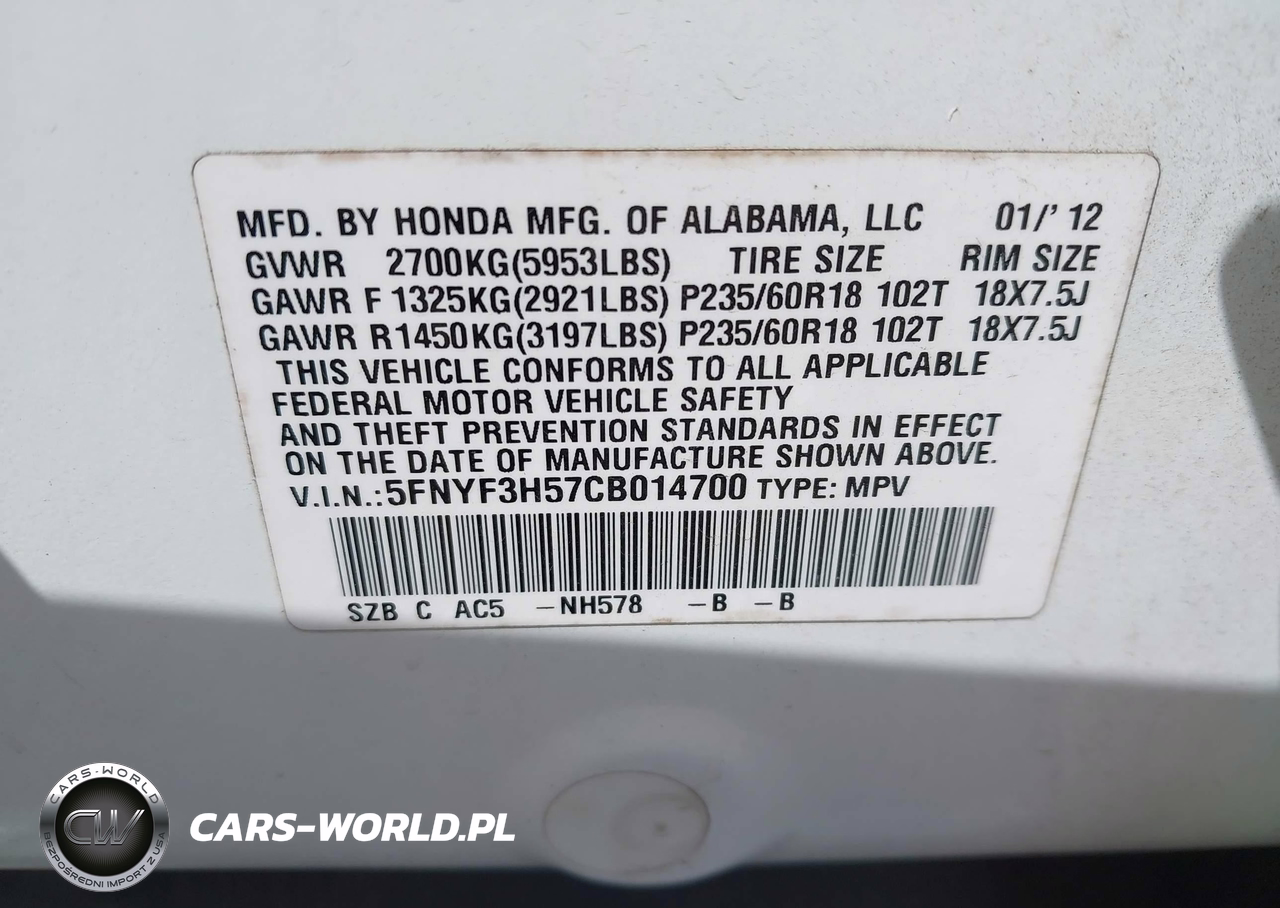 MFD. BY HONDA MFG. OF ALABAMA, LLC 01/' 12
GVWR 2700KG(5953LBS) TIRE SIZE RIM SIZE
GAWR F 1325KG(2921LBS) P235/60R18 102T 18X7.5J
GAWR R1450KG(3197LBS) P235/60R18 102T 18X7.5J
THIS VEHICLE CONFORMS TO ALL APPLICABLE
FEDERAL MOTOR VEHICLE SAFETY
AND THEFT PREVENTION STANDARDS IN EFFECT
ON THE DATE OF MANUFACTURE SHOWN ABOVE.
V.I.N.:5FNYF3H57CB014700 TYPE: MPV
SZB C AC5 -NH578 -B -B
CARS-WORLD
CW
BEZPOŚREDNI IMPORT Z USA
CARS-WORLD.PL